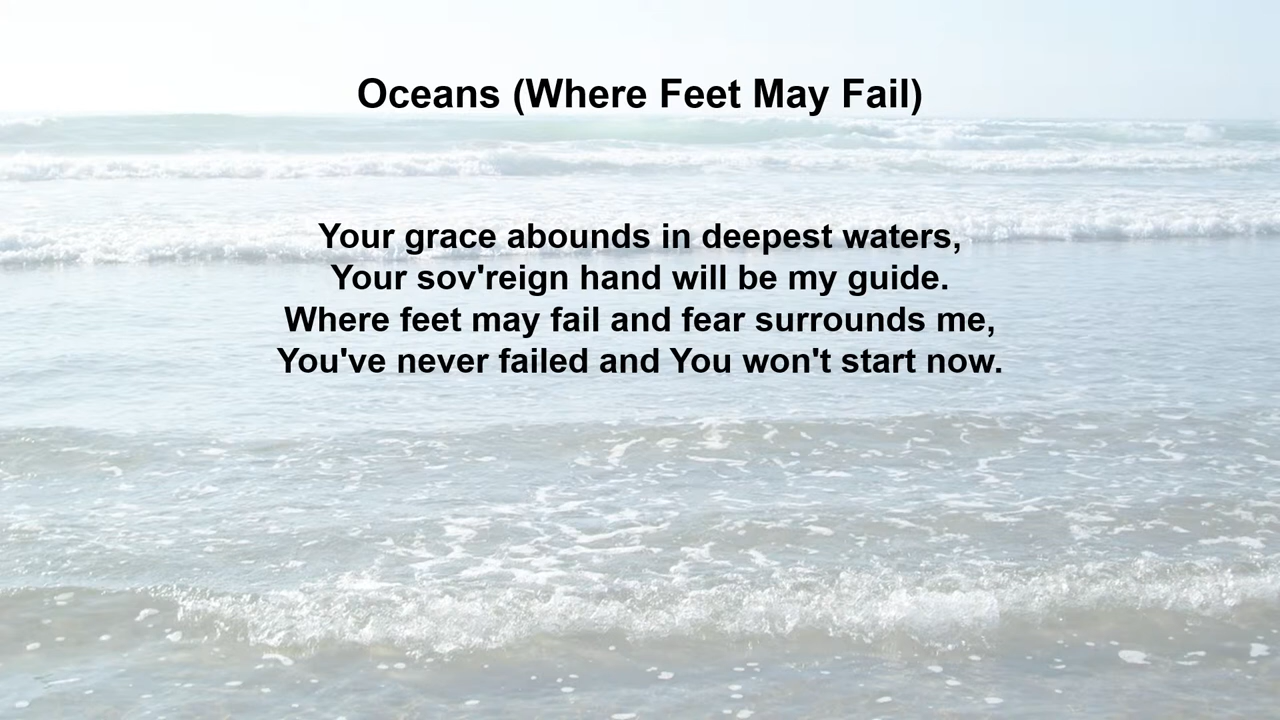 Oceans (Where Feet May Fail)
Your grace abounds in deepest waters,
Your sov'reign hand will be my guide.
Where feet may fail and fear surrounds me,
You've never failed and You won't start now.